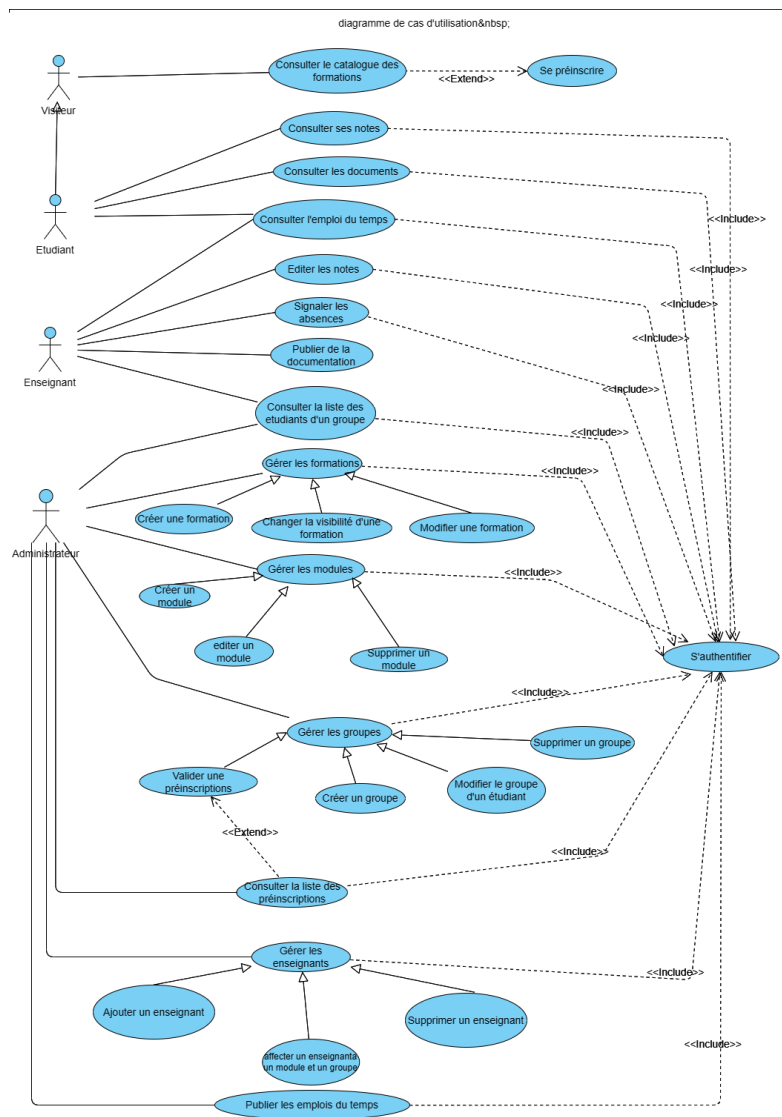 diagramme de cas d'utilisation&nbsp;
Consulter le catalogue des
formations
<<Extend>>
Se préinscrire
Visiteur
Consulter ses notes
Consulter les documents
<<Include>>
Etudiant
Consulter l'emploi du temps
<<Include>>
Editer les notes
<<Include>>
Signaler les
absences
<<Include>>
Enseignant
Publier de la
documentation
<<Include>>
Consulter la liste des
etudiants d'un groupe
<<Include>>
Gérer les formations
<<Include>>
Créer une formation
Changer la visibilité d'une
formation
Modifier une formation
Administrateur
Gérer les modules
<<Include>>
Créer un
module
editer un
module
Supprimer un
module
S'authentifier
<<Include>>
Gérer les groupes
Supprimer un groupe
Valider une
préinscriptions
Créer un groupe
Modifier le groupe
d'un étudiant
<<Extend>>
<<Include>>
Consulter la liste des
préinscriptions
Gérer les
enseignants
<<Include>>
Ajouter un enseignant
Supprimer un enseignant
affecter un enseignanta
un module et un groupe
<<Include>>
Publier les emplois du temps